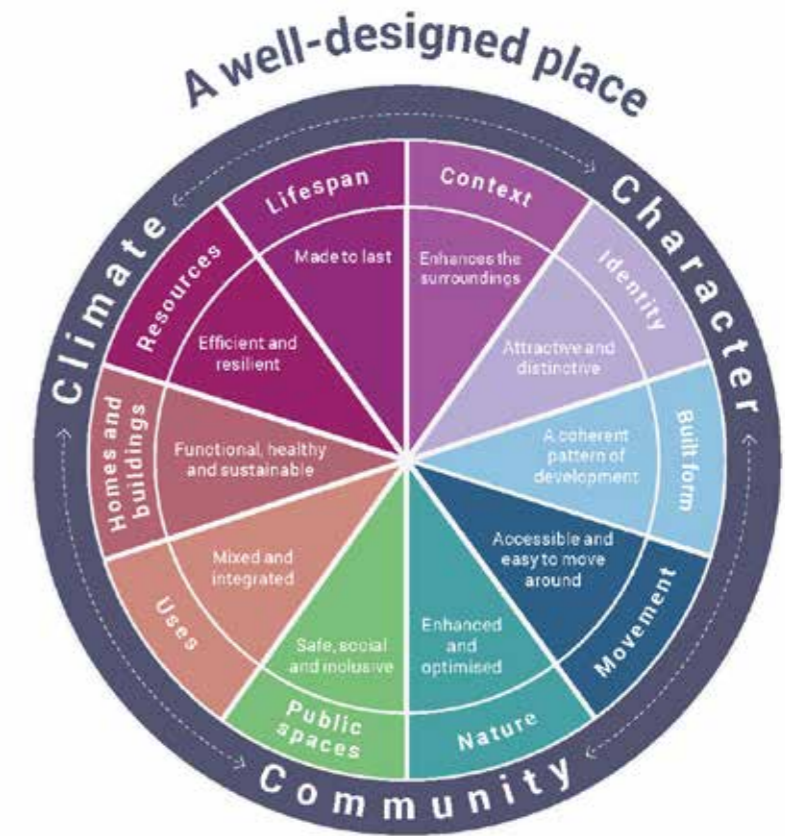 A well-designed place
Climate
Character
Community
Context
Enhances the
surroundings
Identity
Attractive and
distinctive
Built form
A coherent
pattern of
development
Movement
Accessible and
easy to move
around
Nature
Enhanced
and
optimised
Public
spaces
Safe, social
and inclusive
Uses
Mixed and
integrated
Homes and
buildings
Functional, healthy
and sustainable
Resources
Efficient and
resilient
Lifespan
Made to last